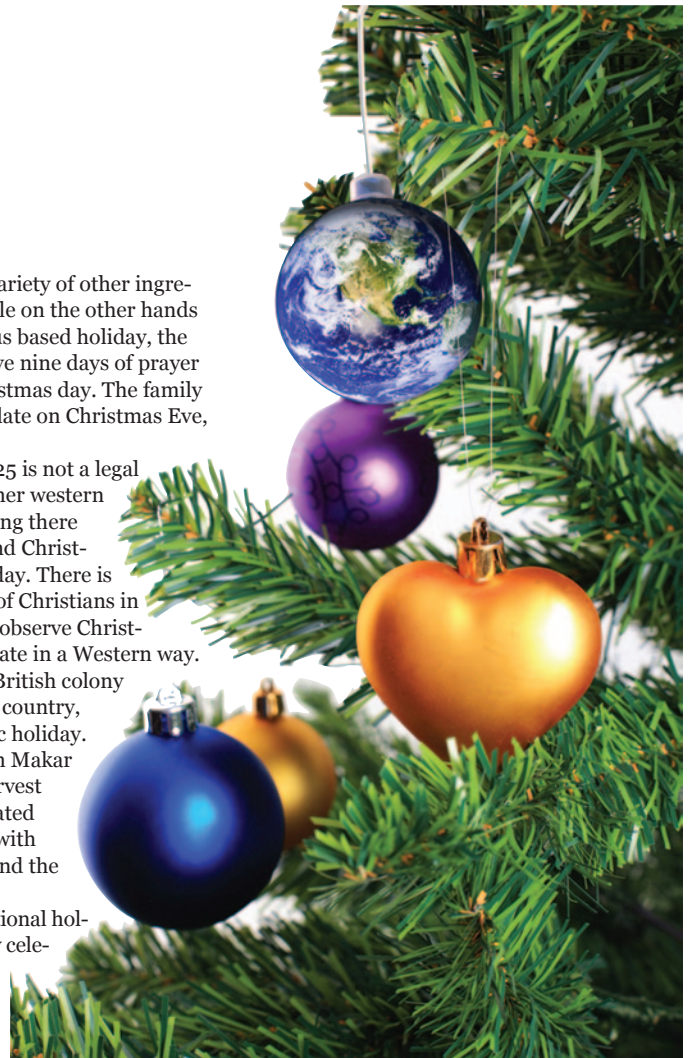 ariety of other ingre-
le on the other hands
us based holiday, the
ve nine days of prayer
stmas day. The family
late on Christmas Eve,
25 is not a legal
her western
ng there
nd Christ-
day. There is
of Christians in
observe Christ-
ate in a Western way.
British colony
country,
c holiday.
n Makar
rvest
ated
with
nd the
tional hol-
y cele-